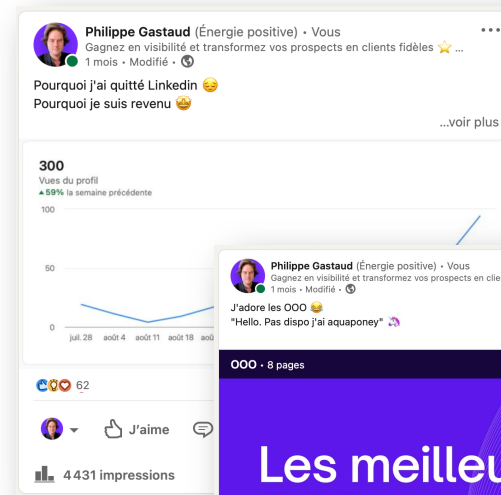 Philippe Gastaud (Énergie positive) • Vous
Gagnez en visibilité et transformez vos prospects en clients fidèles ⭐ ...
1 mois • Modifié •
Pourquoi j'ai quitté Linkedin 😔
Pourquoi je suis revenu 🤩
...voir plus
300
Vues du profil
▲59% la semaine précédente
100
50
0
juil. 28 août 4 août 11 août 18 aoû
62
J'aime
4 431 impressions
Philippe Gastaud (Énergie positive) • Vous
Gagnez en visibilité et transformez vos prospects en clie
1 mois • Modifié •
J'adore les OOO 😂
"Hello. Pas dispo j'ai aquaponey" 🦄
OOO • 8 pages
Les meilleu